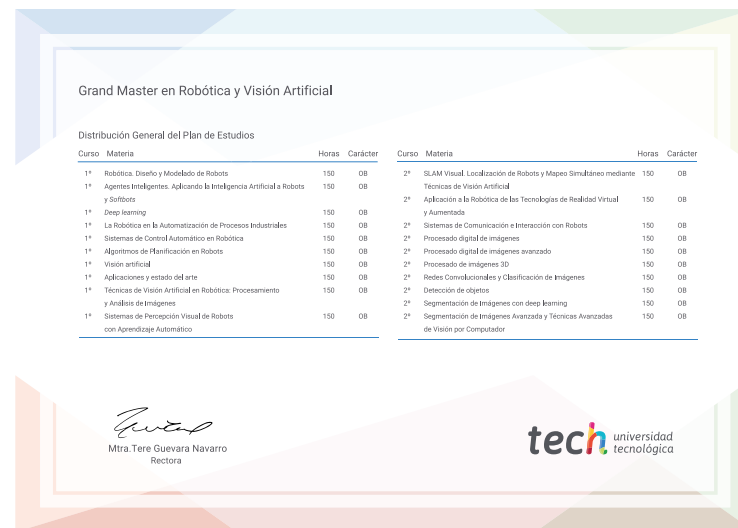 Grand Master en Robótica y Visión Artificial
Distribución General del Plan de Estudios
Curso Materia Horas Carácter
1º Robótica. Diseño y Modelado de Robots 150 OB
1º Agentes Inteligentes. Aplicando la Inteligencia Artificial a Robots 150 OB
y Softbots
1º Deep learning 150 OB
1º La Robótica en la Automatización de Procesos Industriales 150 OB
1º Sistemas de Control Automático en Robótica 150 OB
1º Algoritmos de Planificación en Robots 150 OB
1º Visión artificial 150 OB
1º Aplicaciones y estado del arte 150 OB
1º Técnicas de Visión Artificial en Robótica: Procesamiento 150 OB
y Análisis de Imágenes
1º Sistemas de Percepción Visual de Robots 150 OB
con Aprendizaje Automático
Curso Materia Horas Carácter
2º SLAM Visual. Localización de Robots y Mapeo Simultáneo mediante 150 OB
Técnicas de Visión Artificial
2º Aplicación a la Robótica de las Tecnologías de Realidad Virtual 150 OB
y Aumentada
2º Sistemas de Comunicación e Interacción con Robots 150 OB
2º Procesado digital de imágenes 150 OB
2º Procesado digital de imágenes avanzado 150 OB
2º Procesado de imágenes 3D 150 OB
2º Redes Convolucionales y Clasificación de Imágenes 150 OB
2º Detección de objetos 150 OB
2º Segmentación de Imágenes con deep learning 150 OB
2º Segmentación de Imágenes Avanzada y Técnicas Avanzadas 150 OB
de Visión por Computador
Mtra.Tere Guevara Navarro
Rectora
tech universidad
tecnológica